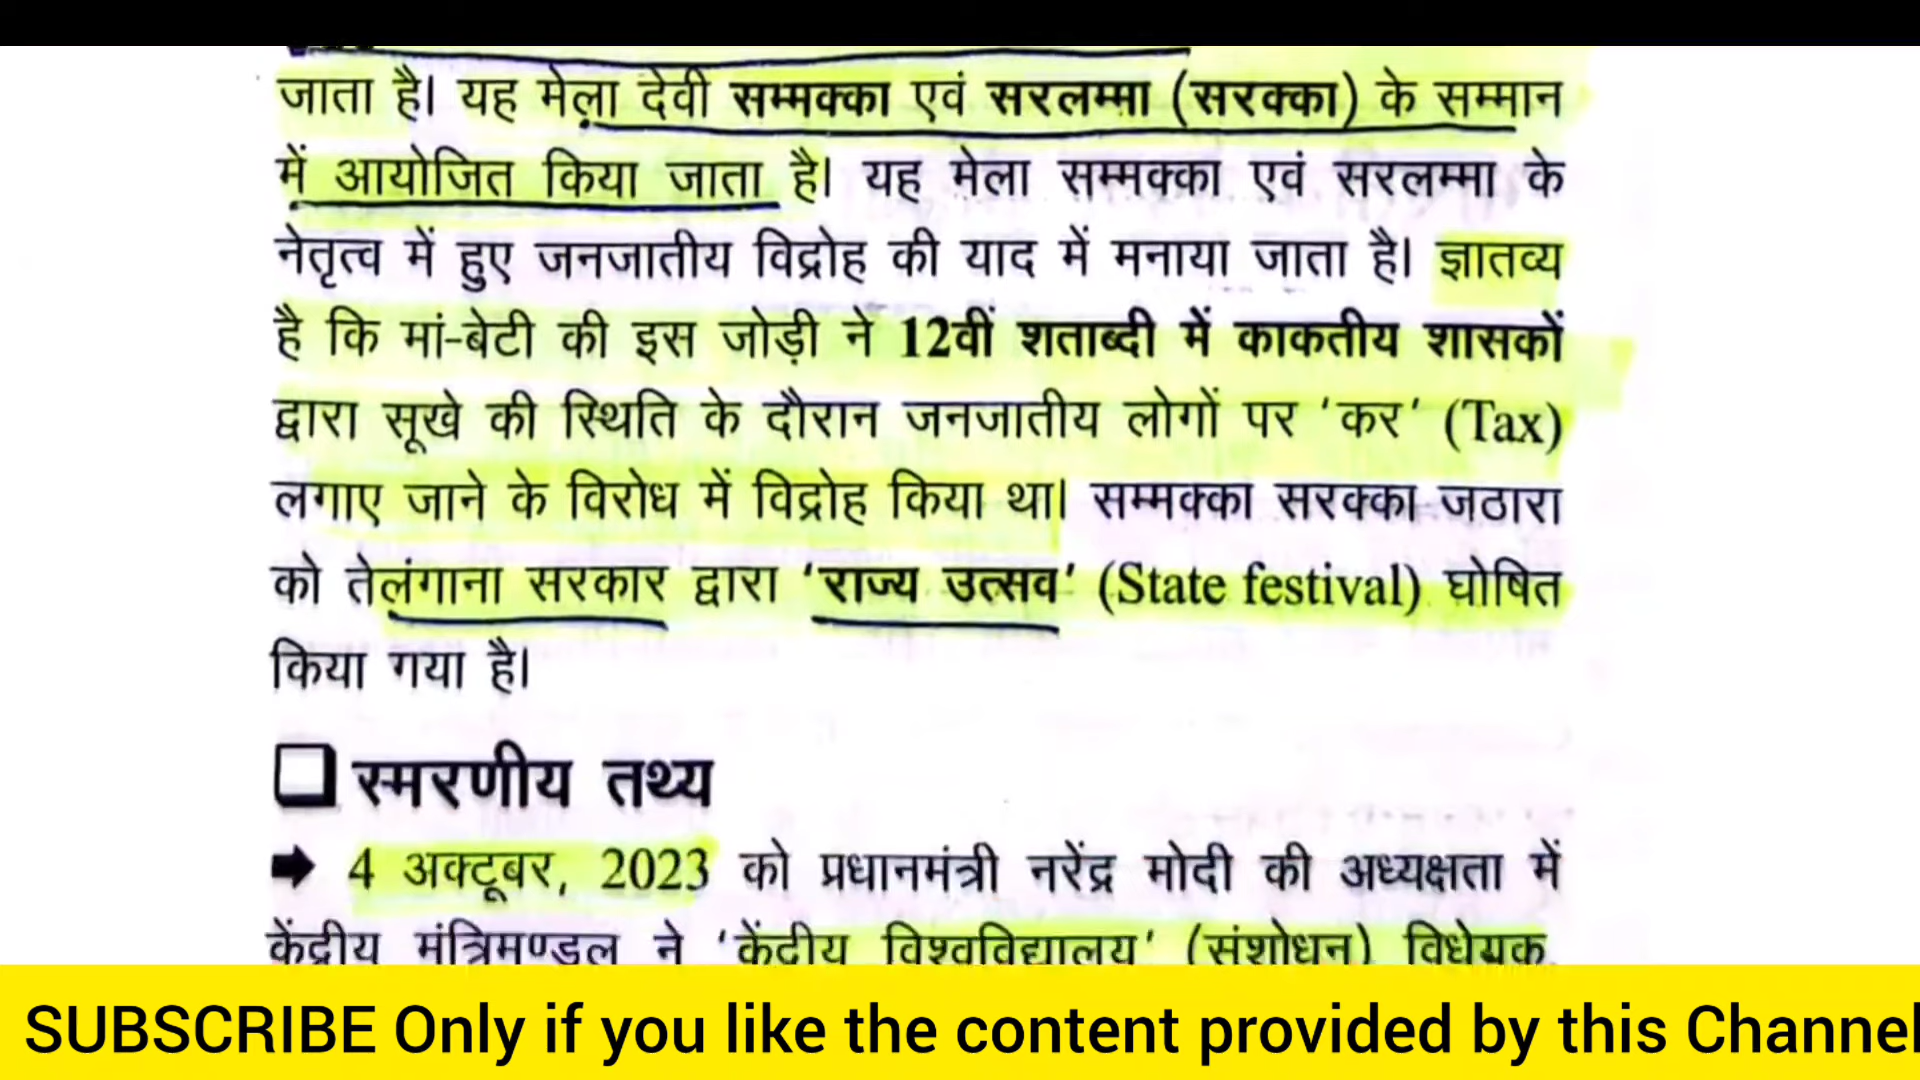 जाता है। यह मेला देवी सम्मक्का एवं सरलम्मा (सरक्का) के सम्मान
में आयोजित किया जाता है। यह मेला सम्मक्का एवं सरलम्मा के
नेतृत्व में हुए जनजातीय विद्रोह की याद में मनाया जाता है। ज्ञातव्य
है कि मां-बेटी की इस जोड़ी ने 12वीं शताब्दी में काकतीय शासकों
द्वारा सूखे की स्थिति के दौरान जनजातीय लोगों पर 'कर' (Tax)
लगाए जाने के विरोध में विद्रोह किया था। सम्मक्का सरक्का जठारा
को तेलंगाना सरकार द्वारा 'राज्य उत्सव' (State festival) घोषित
किया गया है।
स्मरणीय तथ्य
➡ 4 अक्टूबर, 2023 को प्रधानमंत्री नरेंद्र मोदी की अध्यक्षता में
केंद्रीय मंत्रिमण्डल ने 'केंद्रीय विश्वविद्यालय' (संशोधन) विधेयक
SUBSCRIBE Only if you like the content provided by this Channel